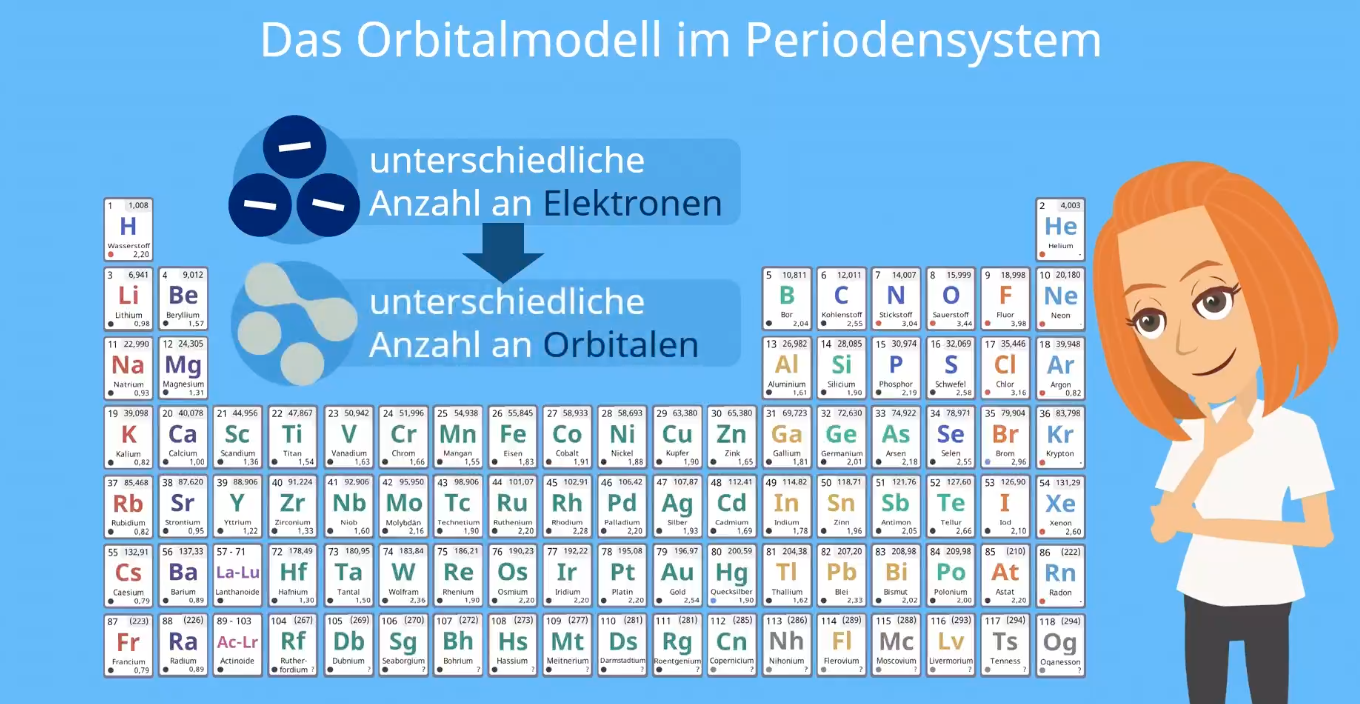 Das Orbitalmodell im Periodensystem
unterschiedliche
Anzahl an Elektronen
unterschiedliche
Anzahl an Orbitalen
1 1,008 2 4,003
H He
Wasserstoff Helium
2,20 -
3 6,941 4 9,012 5 10,811 6 12,011 7 14,007 8 15,999 9 18,998 10 20,180
Li Be B C N O F Ne
Lithium Beryllium Bor Kohlenstoff Stickstoff Sauerstoff Fluor Neon
0,98 1,57 2,04 2,55 3,04 3,44 3,98 -
11 22,990 12 24,305 13 26,982 14 28,085 15 30,974 16 32,069 17 35,446 18 39,948
Na Mg Al Si P S Cl Ar
Natrium Magnesium Aluminium Silicium Phosphor Schwefel Chlor Argon
0,93 1,31 1,61 1,90 2,19 2,58 3,16 0,82
19 39,098 20 40,078 21 44,956 22 47,867 23 50,942 24 51,996 25 54,938 26 55,845 27 58,933 28 58,693 29 63,380 30 65,380 31 69,723 32 72,630 33 74,922 34 78,971 35 79,904 36 83,798
K Ca Sc Ti V Cr Mn Fe Co Ni Cu Zn Ga Ge As Se Br Kr
Kalium Calcium Scandium Titan Vanadium Chrom Mangan Eisen Cobalt Nickel Kupfer Zink Gallium Germanium Arsen Selen Brom Krypton
0,82 1,00 1,36 1,54 1,63 1,66 1,55 1,83 1,91 1,88 1,90 1,65 1,81 2,01 2,18 2,55 2,96 -
37 85,468 38 87,620 39 88,906 40 91,224 41 92,906 42 95,950 43 98,906 44 101,07 45 102,91 46 106,42 47 107,87 48 112,41 49 114,82 50 118,71 51 121,76 52 127,60 53 126,90 54 131,29
Rb Sr Y Zr Nb Mo Tc Ru Rh Pd Ag Cd In Sn Sb Te I Xe
Rubidium Strontium Yttrium Zirconium Niob Molybdän Technetium Ruthenium Rhodium Palladium Silber Cadmium Indium Zinn Antimon Tellur Iod Xenon
0,82 0,95 1,22 1,33 1,60 2,16 1,90 2,20 2,28 2,20 1,93 1,69 1,78 1,96 2,05 2,66 2,10 2,60
55 132,91 56 137,33 57 - 71 72 178,49 73 180,95 74 183,84 75 186,21 76 190,23 77 192,22 78 195,08 79 196,97 80 200,59 81 204,38 82 207,20 83 208,98 84 209,98 85 (210) 86 (222)
Cs Ba La-Lu Hf Ta W Re Os Ir Pt Au Hg Tl Pb Bi Po At Rn
Caesium Barium Lanthanoide Hafnium Tantal Wolfram Rhenium Osmium Iridium Platin Gold Quecksilber Thallium Blei Bismut Polonium Astat Radon
0,79 0,89 1,30 1,50 2,36 1,90 2,20 2,20 2,20 2,54 1,90 1,62 2,33 2,02 2,00 2,20 -
87 (223) 88 (226) 89 - 103 104 (267) 105 (269) 106 (270) 107 (272) 108 (273) 109 (277) 110 (281) 111 (281) 112 (285) 113 (286) 114 (289) 115 (288) 116 (293) 117 (294) 118 (294)
Fr Ra Ac-Lr Rf Db Sg Bh Hs Mt Ds Rg Cn Nh Fl Mc Lv Ts Og
Francium Radium Actinoide Ruther- Dubnium Seaborgium Bohrium Hassium Meitnerium Darmstadtium Roentgenium Copernicium Nihonium Flerovium Moscovium Livermorium Tenness Oganesson
0,79 0,89 fordium ? ? ? ? ? ? ? ? ? ? ? ? ? ? ?